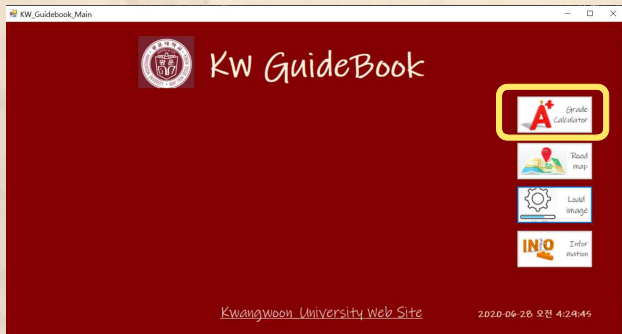 KW_Guidebook_Main
KW GuideBook
A+ Grade
Calculator
Road
map
Load
image
INFO Infor
mation
Kwangwoon University Web Site
2020-06-28 오전 4:29:45